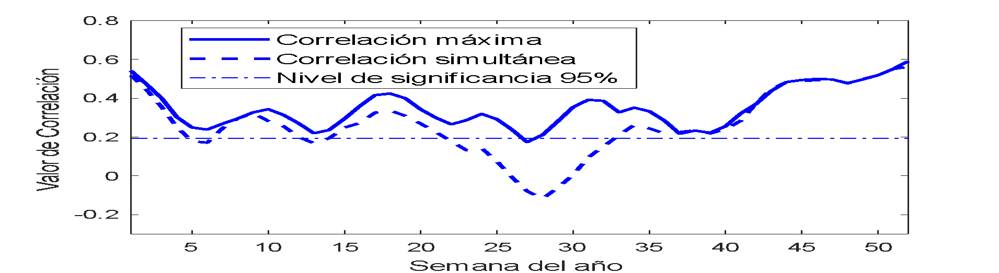 0.8
0.6
0.4
0.2
0
-0.2
Valor de Correlación
Correlación máxima
Correlación simultánea
Nivel de significancia 95%
5 10 15 20 25 30 35 40 45 50
Semana del año